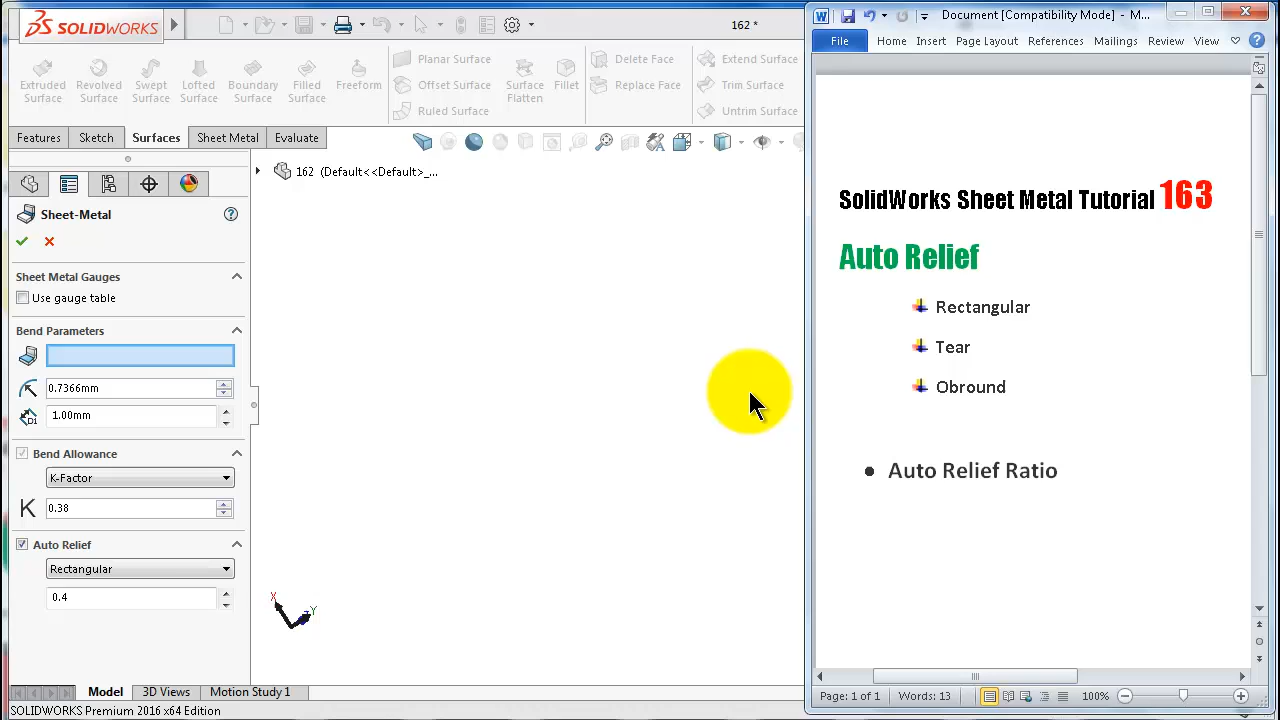 SOLIDWORKS
162 *
Extruded Surface
Revolved Surface
Swept Surface
Lofted Surface
Boundary Surface
Filled Surface
Freeform
Planar Surface
Offset Surface
Ruled Surface
Surface Flatten
Fillet
Delete Face
Replace Face
Extend Surface
Trim Surface
Untrim Surface
Features
Sketch
Surfaces
Sheet Metal
Evaluate
162 (Default<<Default>_...
Sheet-Metal
Sheet Metal Gauges
Use gauge table
Bend Parameters
0.7366mm
D1
1.00mm
Bend Allowance
K-Factor
K
0.38
Auto Relief
Rectangular
0.4
X
Y
Model
3D Views
Motion Study 1
SOLIDWORKS Premium 2016 x64 Edition
Document [Compatibility Mode] - M...
File
Home
Insert
Page Layout
References
Mailings
Review
View
SolidWorks Sheet Metal Tutorial 163
Auto Relief
Rectangular
Tear
Obround
• Auto Relief Ratio
Page: 1 of 1
Words: 13
100%